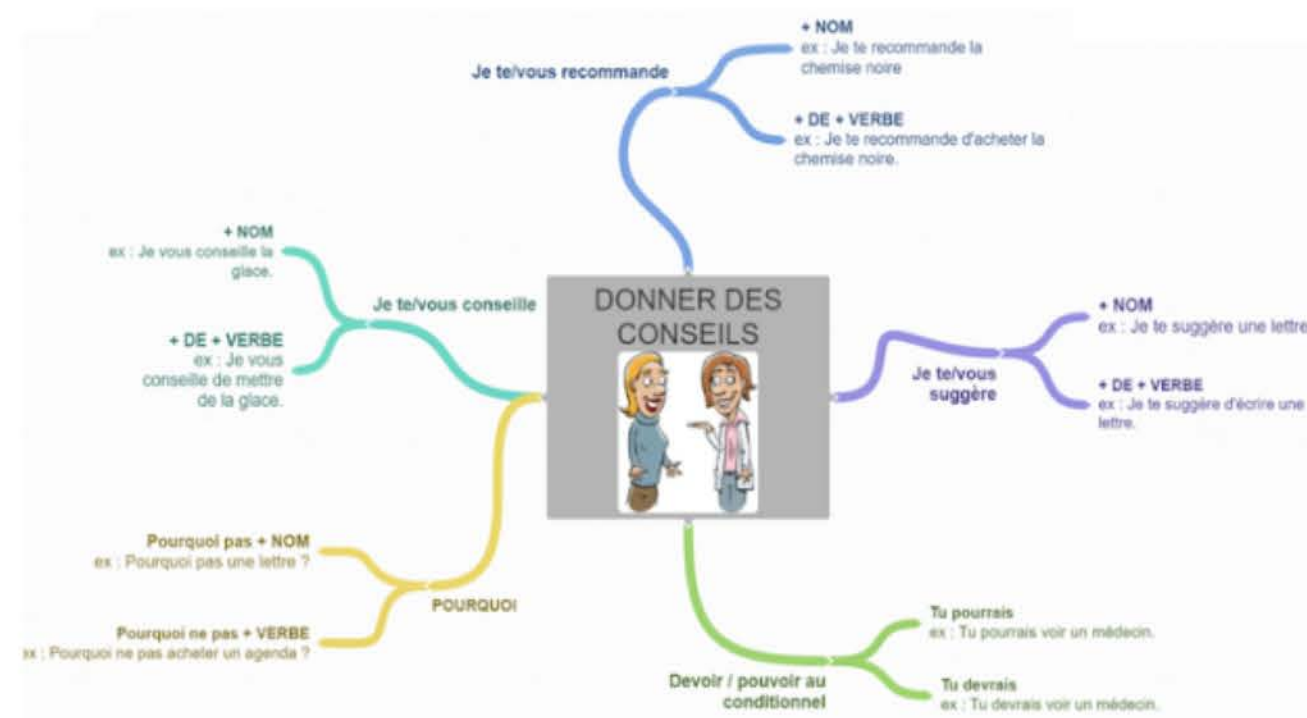 DONNER DES
CONSEILS
Je te/vous recommande
+ NOM
ex : Je te recommande la
chemise noire
+ DE + VERBE
ex : Je te recommande d'acheter la
chemise noire.
Je te/vous
suggère
+ NOM
ex : Je te suggère une lettre
+ DE + VERBE
ex : Je te suggère d'écrire une
lettre.
Devoir / pouvoir au
conditionnel
Tu pourrais
ex : Tu pourrais voir un médecin.
Tu devrais
ex : Tu devrais voir un médecin.
POURQUOI
Pourquoi pas + NOM
ex : Pourquoi pas une lettre ?
Pourquoi ne pas + VERBE
ex : Pourquoi ne pas acheter un agenda ?
Je te/vous conseille
+ NOM
ex : Je vous conseille la
glace.
+ DE + VERBE
ex : Je vous
conseille de mettre
de la glace.